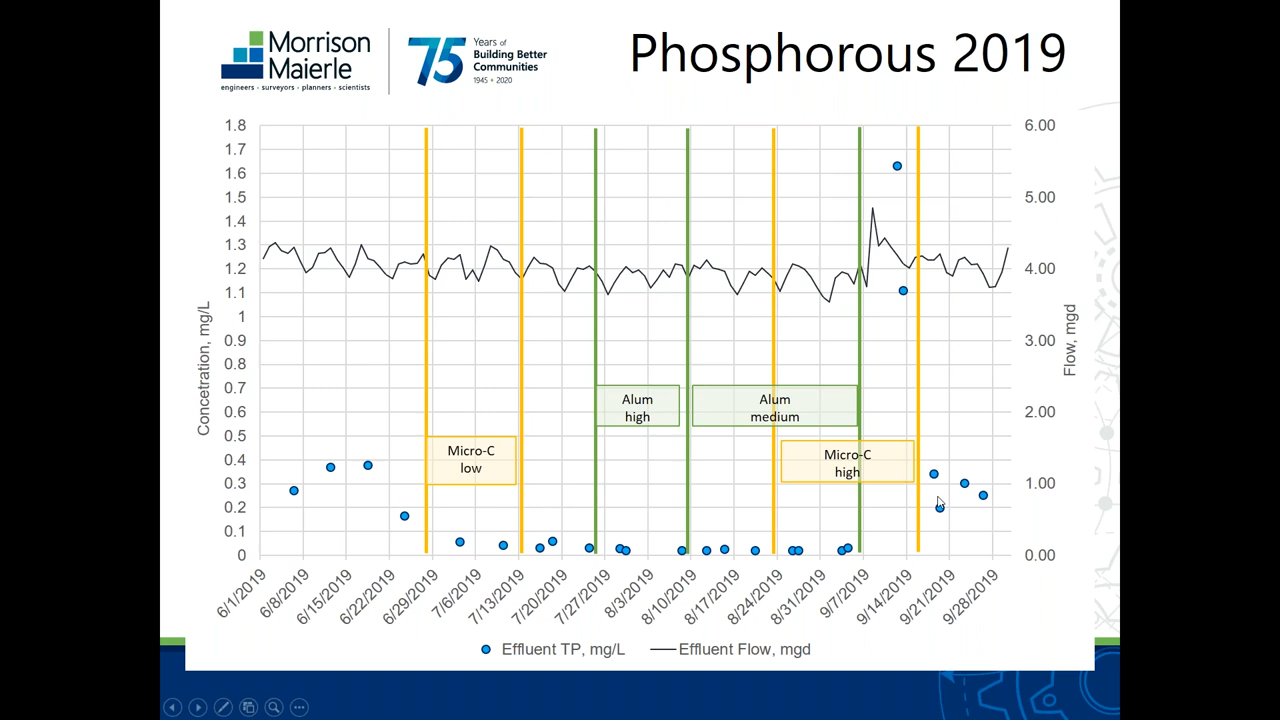 Morrison
Maierle
engineers · surveyors · planners · scientists
75
Years of
Building Better
Communities
1945 • 2020
Phosphorous 2019
1.8
1.7
1.6
1.5
1.4
1.3
1.2
1.1
1
0.9
0.8
0.7
0.6
0.5
0.4
0.3
0.2
0.1
0
Concetration, mg/L
6.00
5.00
4.00
3.00
2.00
1.00
0.00
Flow, mgd
Alum
high
Alum
medium
Micro-C
low
Micro-C
high
6/1/2019
6/8/2019
6/15/2019
6/22/2019
6/29/2019
7/6/2019
7/13/2019
7/20/2019
7/27/2019
8/3/2019
8/10/2019
8/17/2019
8/24/2019
8/31/2019
9/7/2019
9/14/2019
9/21/2019
9/28/2019
Effluent TP, mg/L
Effluent Flow, mgd